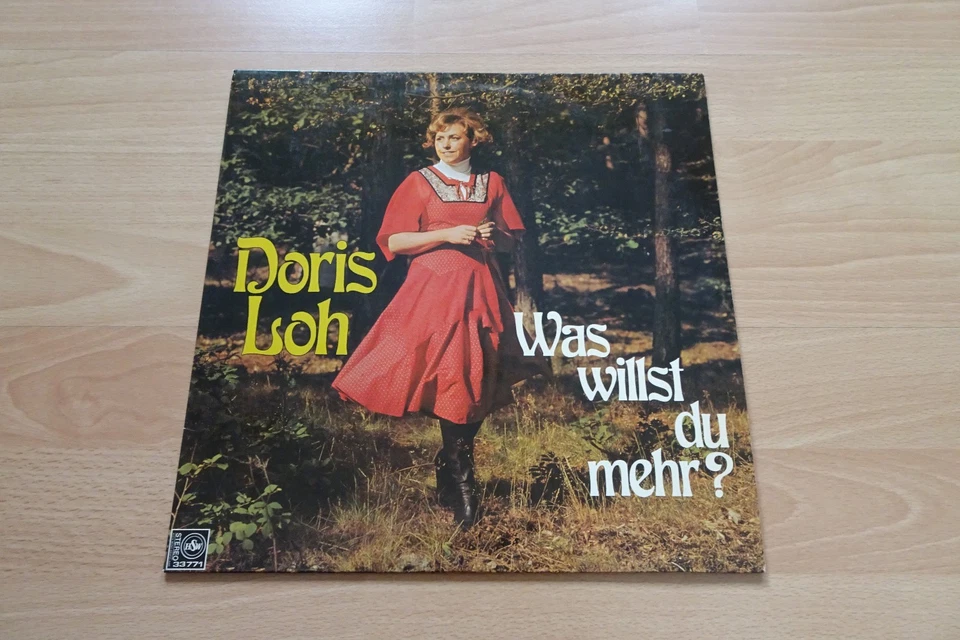 Doris
Loh
Was
willst
du
mehr?
STEREO
33771